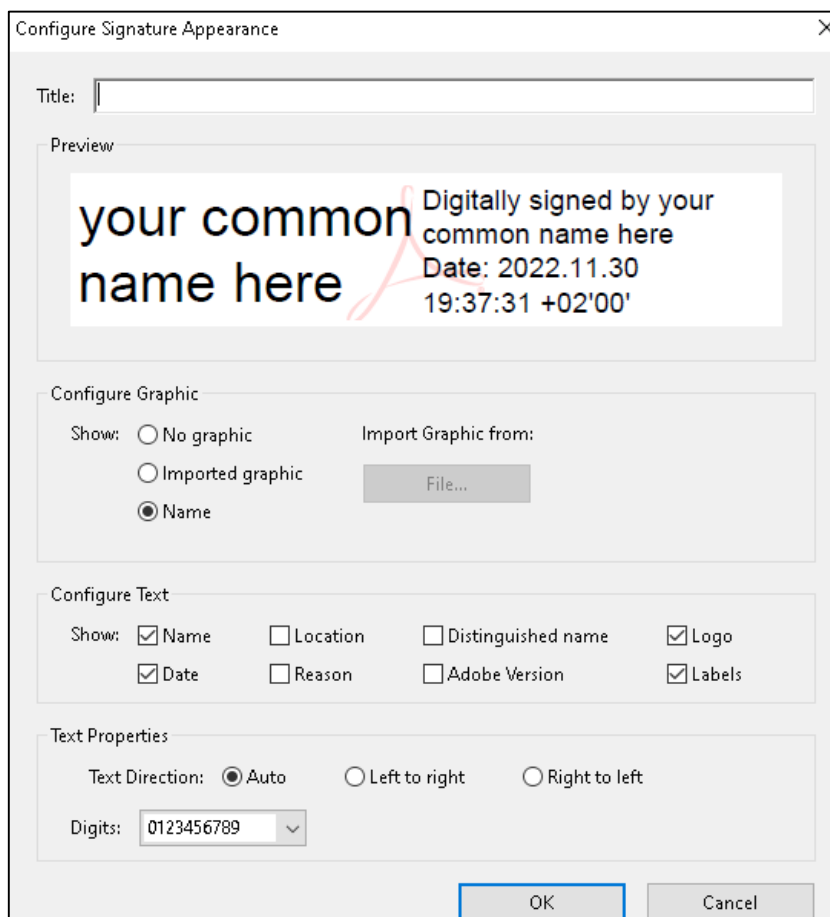 Configure Signature Appearance
Title:
Preview
your common
name here
Digitally signed by your
common name here
Date: 2022.11.30
19:37:31 +02'00'
Configure Graphic
Show:
No graphic
Import Graphic from:
Imported graphic
File...
Name
Configure Text
Show: Name Location Distinguished name Logo
Date Reason Adobe Version Labels
Text Properties
Text Direction: Auto Left to right Right to left
Digits: 0123456789
OK Cancel